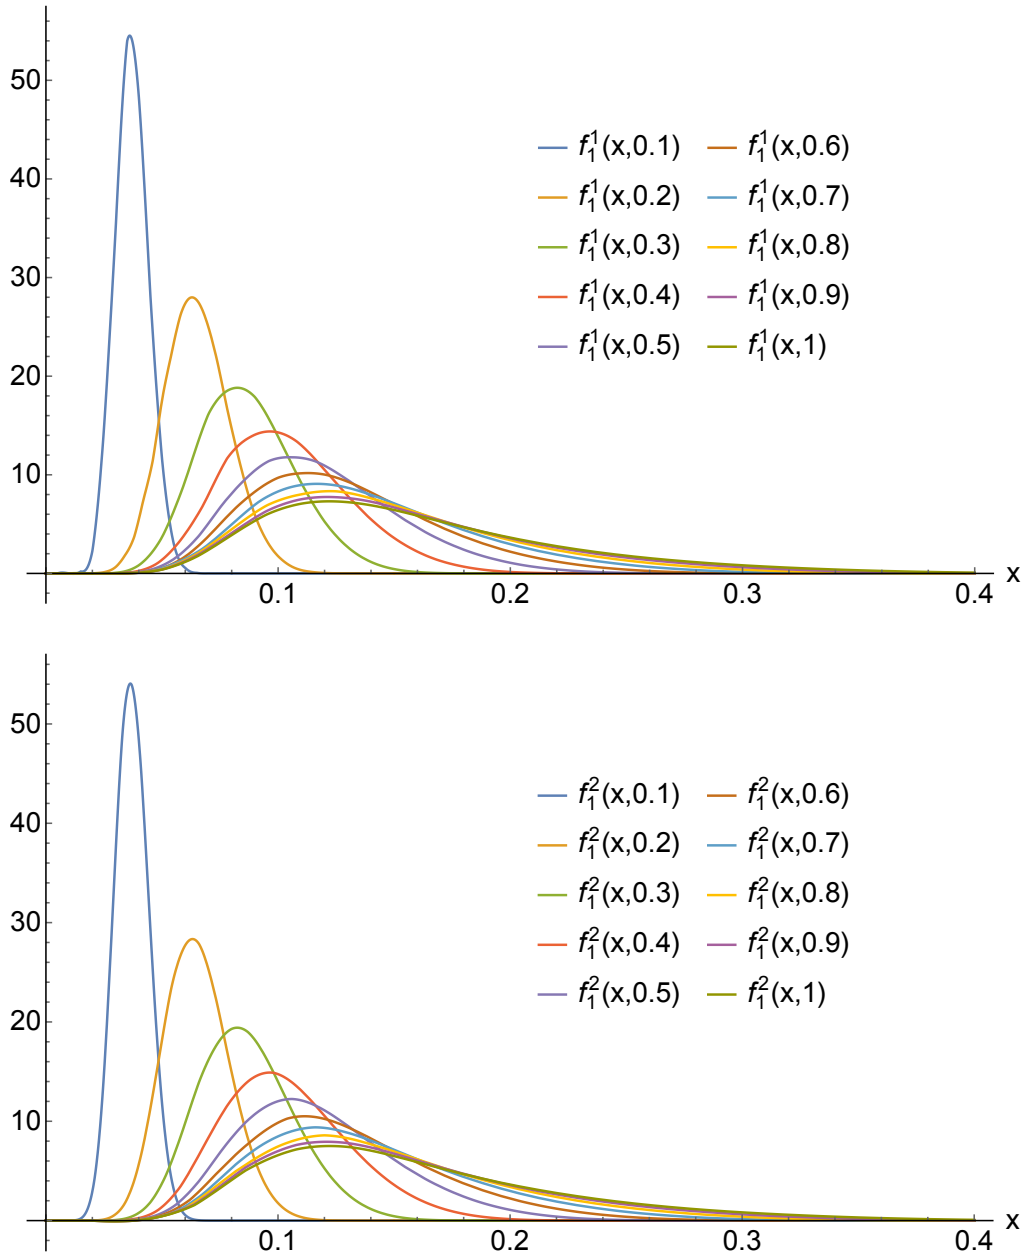 50
40
30
20
10
f₁¹(x,0.1) f₁¹(x,0.6)
f₁¹(x,0.2) f₁¹(x,0.7)
f₁¹(x,0.3) f₁¹(x,0.8)
f₁¹(x,0.4) f₁¹(x,0.9)
f₁¹(x,0.5) f₁¹(x,1)
0.1 0.2 0.3 0.4 x
50
40
30
20
10
f₁²(x,0.1) f₁²(x,0.6)
f₁²(x,0.2) f₁²(x,0.7)
f₁²(x,0.3) f₁²(x,0.8)
f₁²(x,0.4) f₁²(x,0.9)
f₁²(x,0.5) f₁²(x,1)
0.1 0.2 0.3 0.4 x